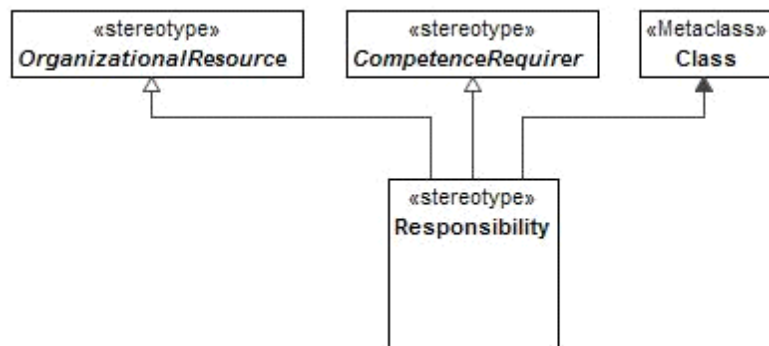 «stereotype»
OrganizationalResource
«stereotype»
CompetenceRequirer
«Metaclass»
Class
«stereotype»
Responsibility